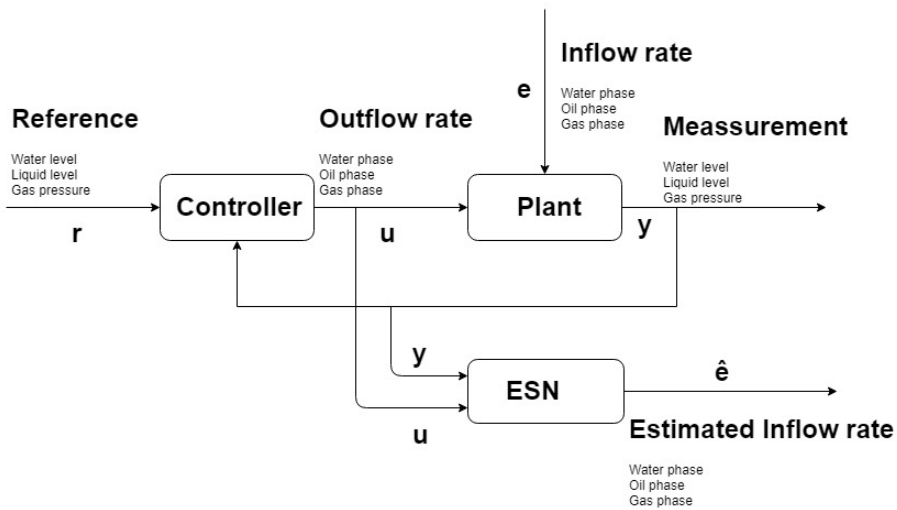 Inflow rate
e
Water phase
Oil phase
Gas phase
Reference
Outflow rate
Meassurement
Water level
Liquid level
Gas pressure
Water phase
Oil phase
Gas phase
Water level
Liquid level
Gas pressure
Controller
Plant
r
u
y
y
ê
ESN
u
Estimated Inflow rate
Water phase
Oil phase
Gas phase